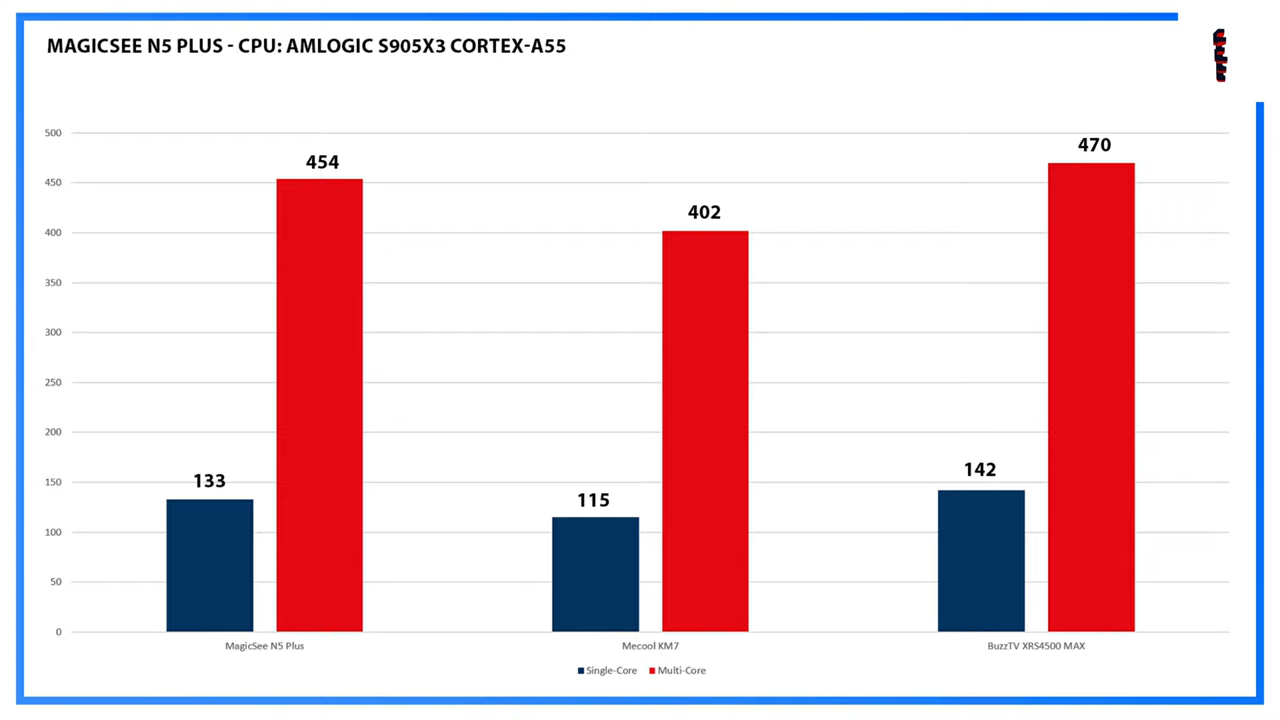 MAGICSEE N5 PLUS - CPU: AMLOGIC S905X3 CORTEX-A55
500
450
400
350
300
250
200
150
100
50
0
454
133
402
115
470
142
MagicSee N5 Plus
Mecool KM7
BuzzTV XRS4500 MAX
Single-Core
Multi-Core